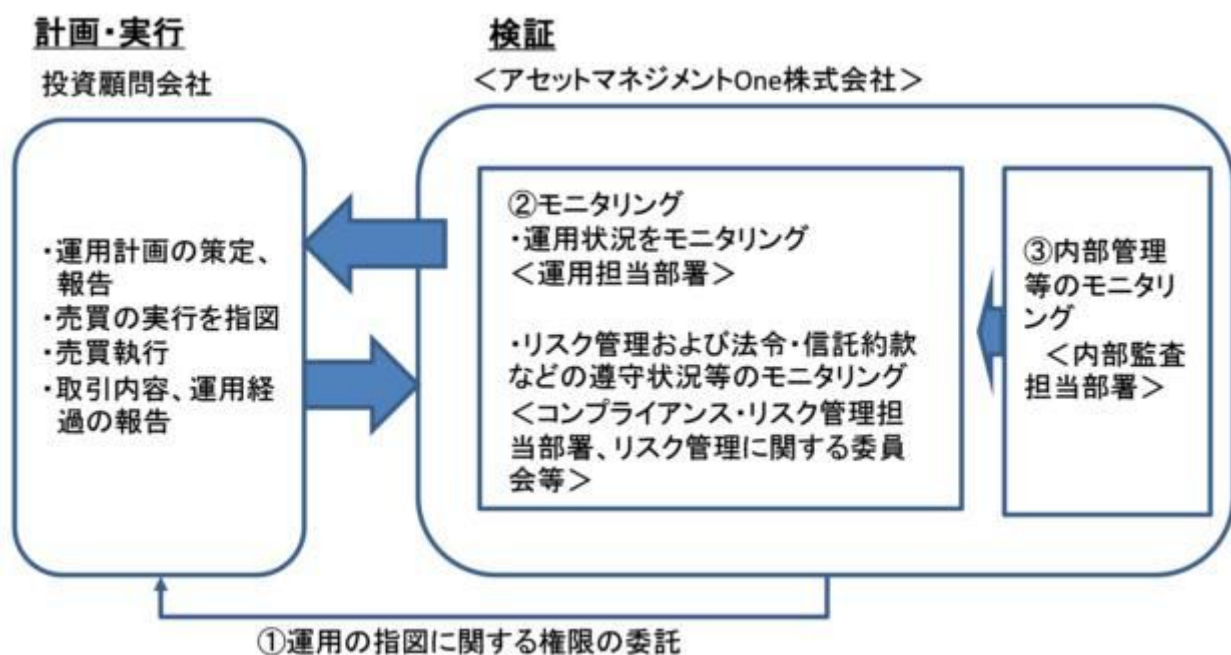 計画・実行
投資顧問会社
・運用計画の策定、
報告
・売買の実行を指図
・売買執行
・取引内容、運用経
過の報告
検証
＜アセットマネジメントOne株式会社＞
②モニタリング
・運用状況をモニタリング
＜運用担当部署＞
・リスク管理および法令・信託約款
などの遵守状況等のモニタリング
＜コンプライアンス・リスク管理担
当部署、リスク管理に関する委員
会等＞
③内部管理
等のモニタリ
ング
＜内部監査
担当部署＞
①運用の指図に関する権限の委託